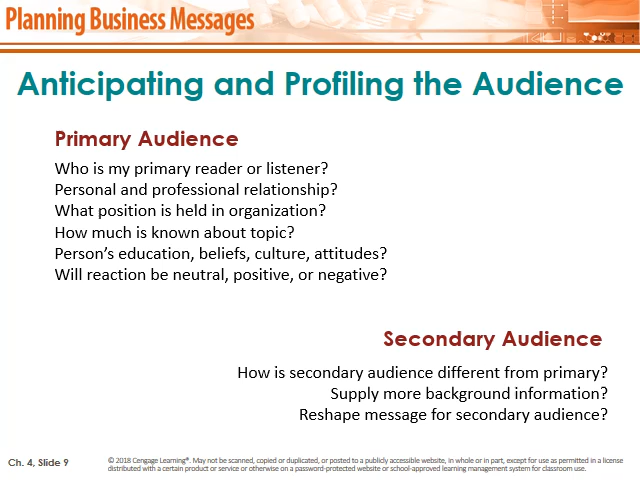 Planning Business Messages
Anticipating and Profiling the Audience
Primary Audience
Who is my primary reader or listener?
Personal and professional relationship?
What position is held in organization?
How much is known about topic?
Person's education, beliefs, culture, attitudes?
Will reaction be neutral, positive, or negative?
Secondary Audience
How is secondary audience different from primary?
Supply more background information?
Reshape message for secondary audience?
Ch. 4, Slide 9
© 2018 Cengage Learning®. May not be scanned, copied or duplicated, or posted to a publicly accessible website, in whole or part, except for use as permitted in a license
distributed with a certain product or service or otherwise on a password-protected website or school-approved learning management system for classroom use.